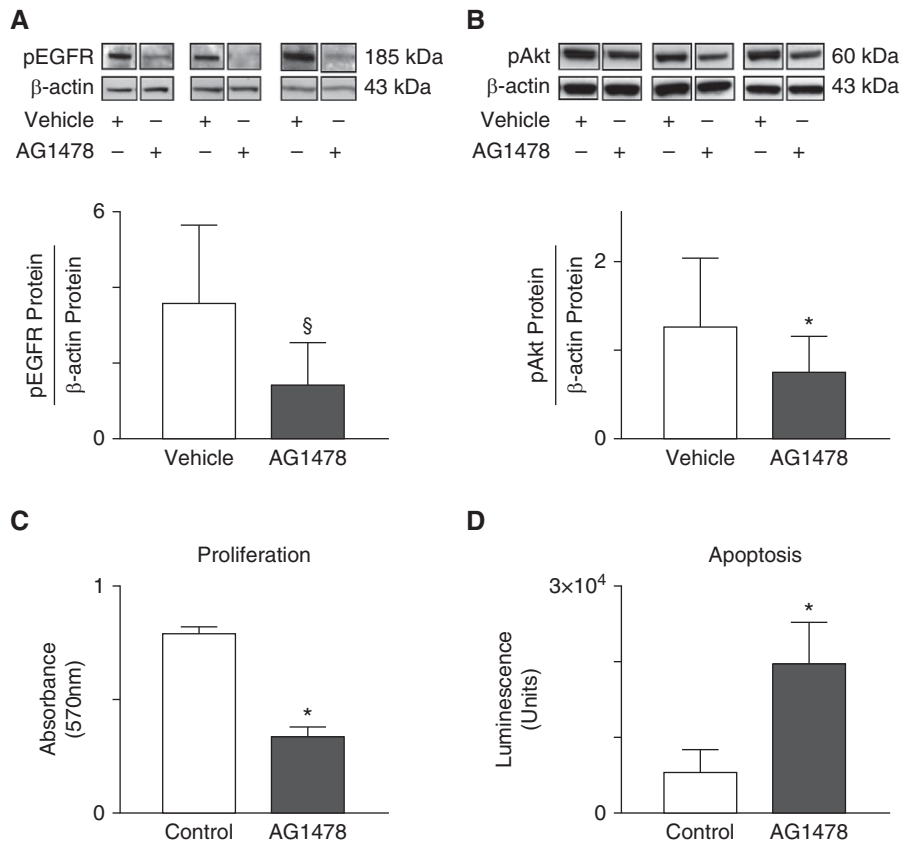 A
pEGFR 185 kDa
β-actin 43 kDa
Vehicle + − + − + −
AG1478 − + − + − +
6
pEGFR Protein
β-actin Protein
§
0
Vehicle AG1478
B
pAkt 60 kDa
β-actin 43 kDa
Vehicle + − + − + −
AG1478 − + − + − +
2
pAkt Protein
β-actin Protein
*
0
Vehicle AG1478
C
Proliferation
1
Absorbance
(570nm)
*
0
Control AG1478
D
Apoptosis
3×10⁴
Luminescence
(Units)
*
0
Control AG1478